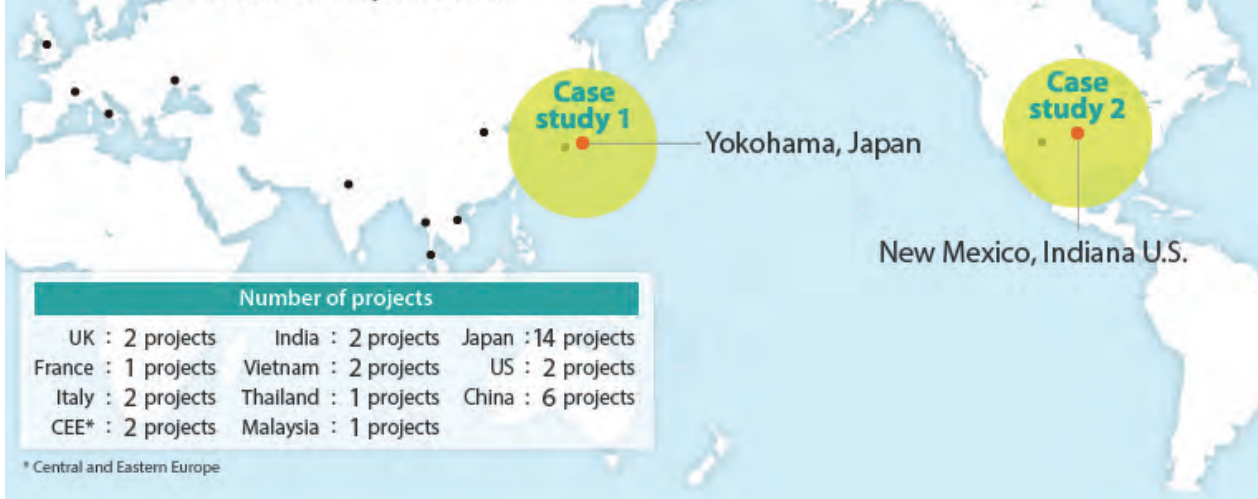 Case
study 1
Yokohama, Japan
Case
study 2
New Mexico, Indiana U.S.
Number of projects
UK : 2 projects India : 2 projects Japan :14 projects
France : 1 projects Vietnam : 2 projects US : 2 projects
Italy : 2 projects Thailand : 1 projects China : 6 projects
CEE* : 2 projects Malaysia : 1 projects
* Central and Eastern Europe